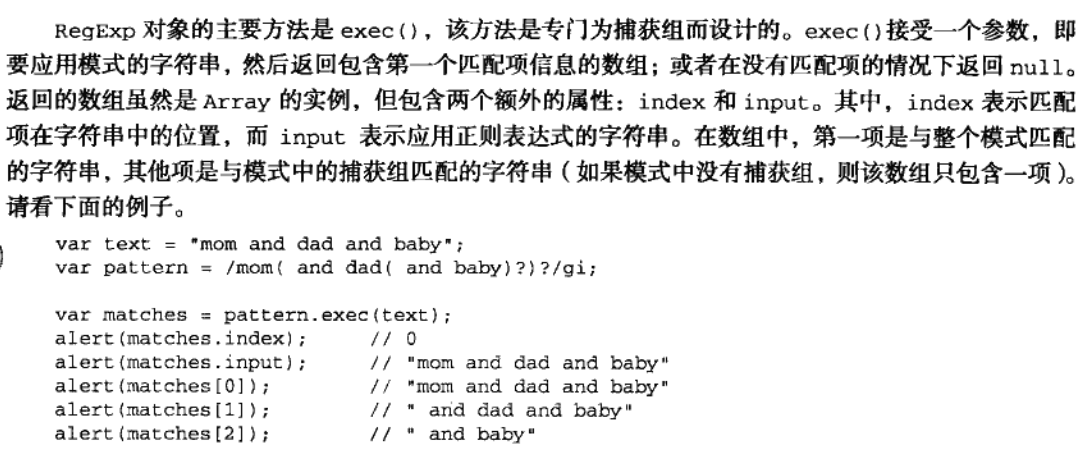 RegExp 对象的主要方法是 exec()，该方法是专门为捕获组而设计的。exec()接受一个参数，即
要应用模式的字符串，然后返回包含第一个匹配项信息的数组；或者在没有匹配项的情况下返回 null。
返回的数组虽然是 Array 的实例，但包含两个额外的属性：index 和 input。其中，index 表示匹配
项在字符串中的位置，而 input 表示应用正则表达式的字符串。在数组中，第一项是与整个模式匹配
的字符串，其他项是与模式中的捕获组匹配的字符串（如果模式中没有捕获组，则该数组只包含一项）。
请看下面的例子。
var text = "mom and dad and baby";
var pattern = /mom( and dad( and baby)?)?/gi;
var matches = pattern.exec(text);
alert(matches.index); // 0
alert(matches.input); // "mom and dad and baby"
alert(matches[0]); // "mom and dad and baby"
alert(matches[1]); // " and dad and baby"
alert(matches[2]); // " and baby"